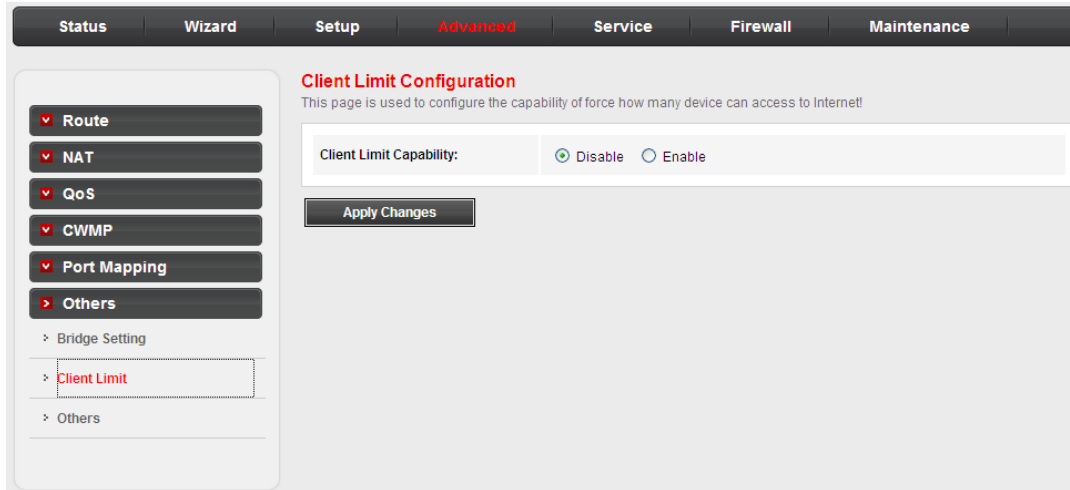 Status Wizard Setup Advanced Service Firewall Maintenance
Route
NAT
QoS
CWMP
Port Mapping
Others
Bridge Setting
Client Limit
Others
Client Limit Configuration
This page is used to configure the capability of force how many device can access to Internet!
Client Limit Capability: Disable Enable
Apply Changes